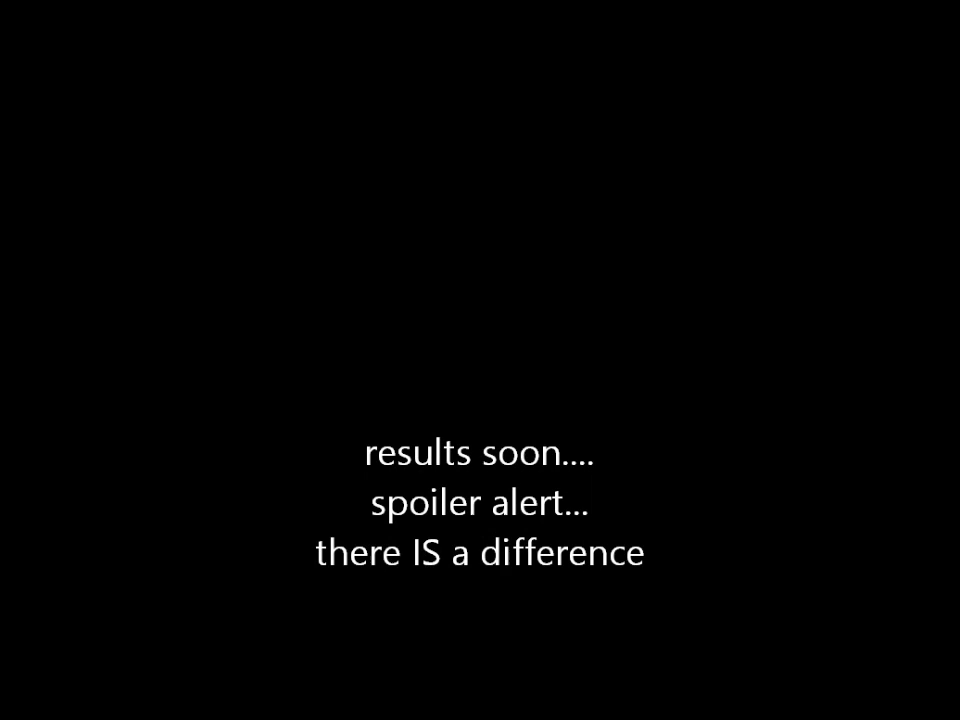 results soon....
spoiler alert...
there IS a difference